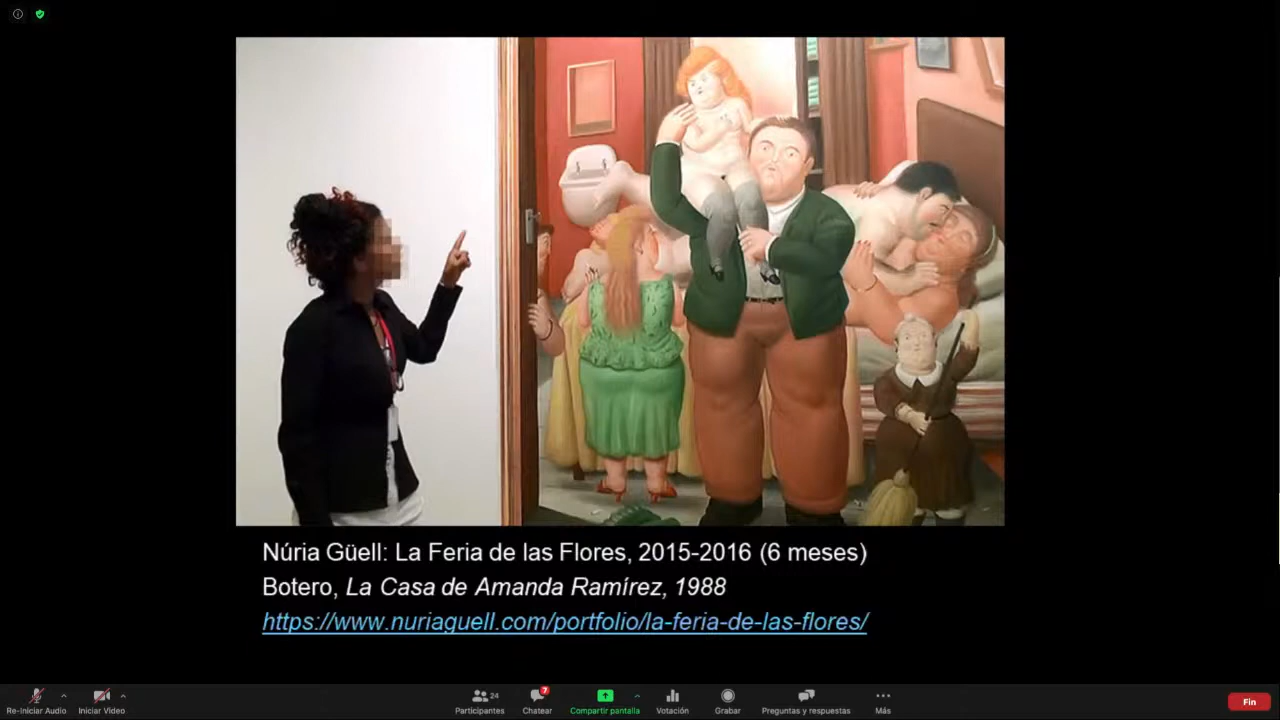 Núria Güell: La Feria de las Flores, 2015-2016 (6 meses)
Botero, La Casa de Amanda Ramírez, 1988
https://www.nuriaguell.com/portfolio/la-feria-de-las-flores/
24
7
Re-Iniciar Audio
Iniciar Video
Participantes
Chatear
Compartir pantalla
Votación
Grabar
Preguntas y respuestas
Más
Fin